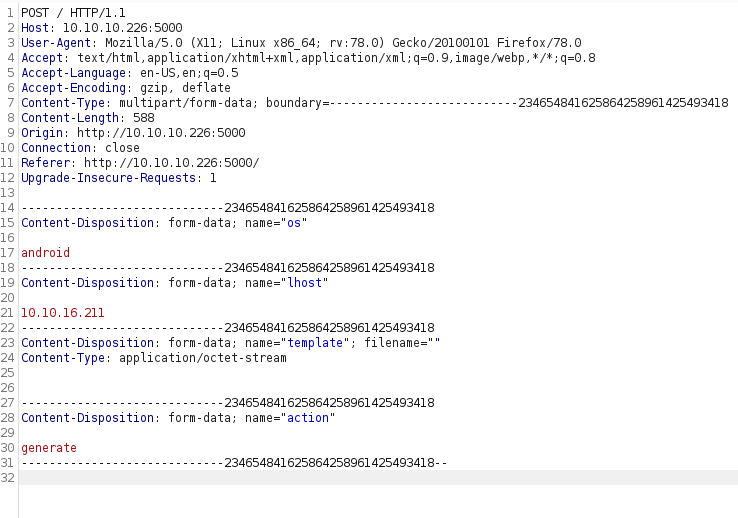 1 POST / HTTP/1.1
2 Host: 10.10.10.226:5000
3 User-Agent: Mozilla/5.0 (X11; Linux x86_64; rv:78.0) Gecko/20100101 Firefox/78.0
4 Accept: text/html,application/xhtml+xml,application/xml;q=0.9,image/webp,*/*;q=0.8
5 Accept-Language: en-US,en;q=0.5
6 Accept-Encoding: gzip, deflate
7 Content-Type: multipart/form-data; boundary=---------------------------234654841625864258961425493418
8 Content-Length: 588
9 Origin: http://10.10.10.226:5000
10 Connection: close
11 Referer: http://10.10.10.226:5000/
12 Upgrade-Insecure-Requests: 1
13
14 -----------------------------234654841625864258961425493418
15 Content-Disposition: form-data; name="os"
16
17 android
18 -----------------------------234654841625864258961425493418
19 Content-Disposition: form-data; name="lhost"
20
21 10.10.16.211
22 -----------------------------234654841625864258961425493418
23 Content-Disposition: form-data; name="template"; filename=""
24 Content-Type: application/octet-stream
25
26
27 -----------------------------234654841625864258961425493418
28 Content-Disposition: form-data; name="action"
29
30 generate
31 -----------------------------234654841625864258961425493418--
32